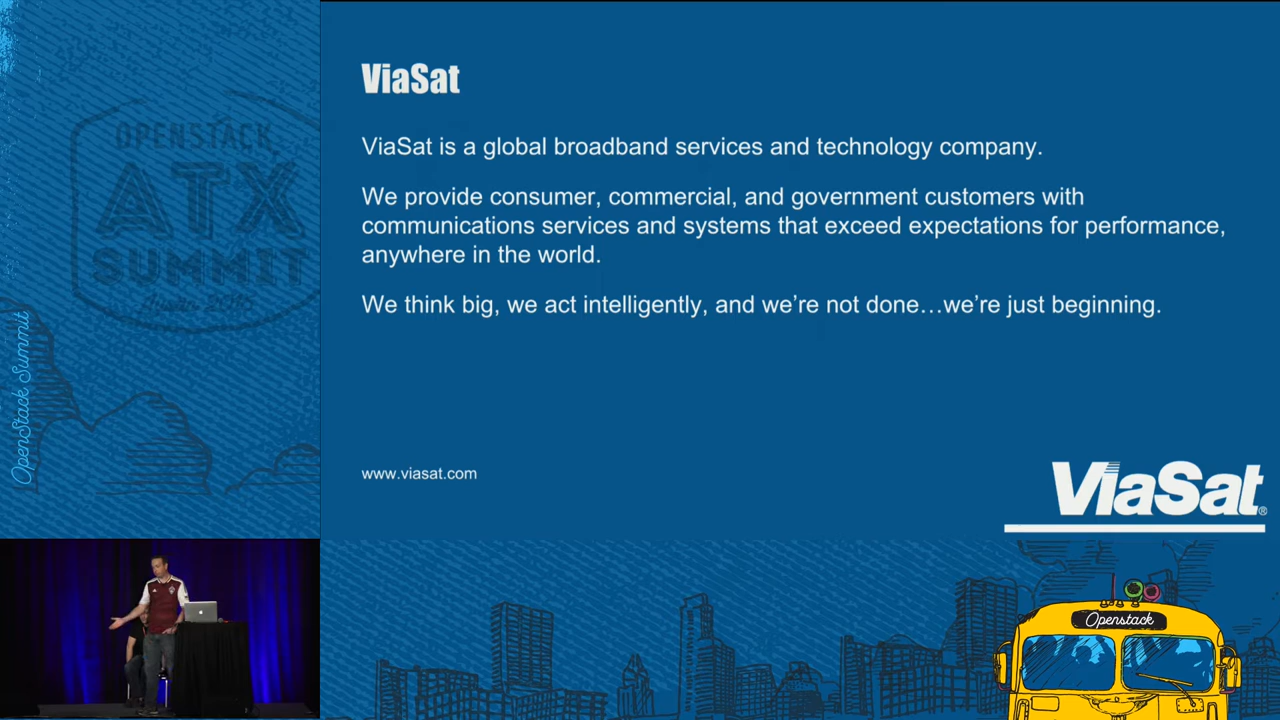 OPENSTACK
ATX
SUMMIT
Austin 2016
OpenStack Summit
ViaSat
ViaSat is a global broadband services and technology company.
We provide consumer, commercial, and government customers with
communications services and systems that exceed expectations for performance,
anywhere in the world.
We think big, we act intelligently, and we’re not done…we’re just beginning.
www.viasat.com
ViaSat®
Openstack